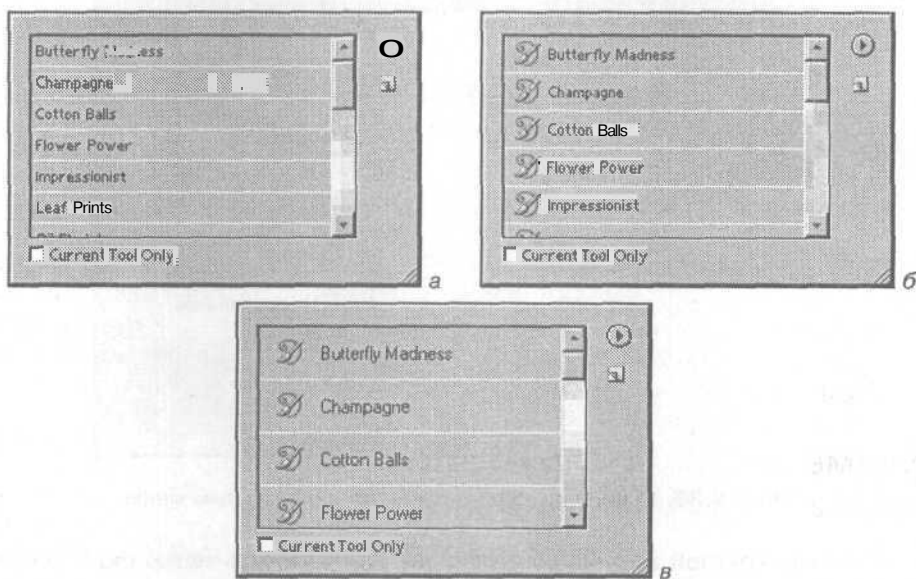 Butterfly
O
Champagne
Cotton Balls
Flower Power
Impressionist
Leaf Prints
Current Tool Only
а
Butterfly Madness
Champagne
Cotton Balls
Flower Power
Impressionist
Current Tool Only
б
Butterfly Madness
Champagne
Cotton Balls
Flower Power
Current Tool Only
в